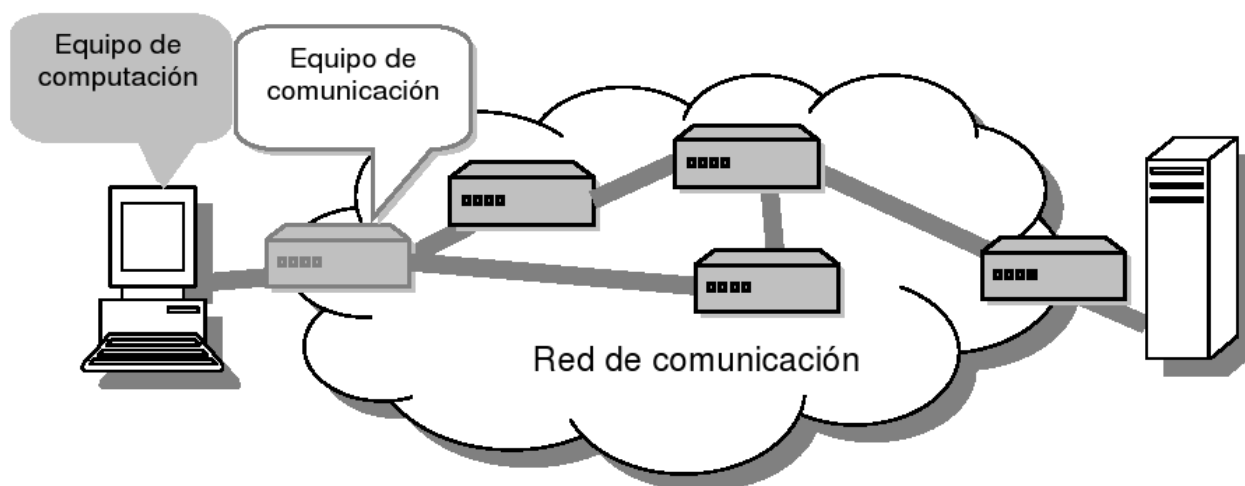 Equipo de
computación
Equipo de
comunicación
Red de comunicación